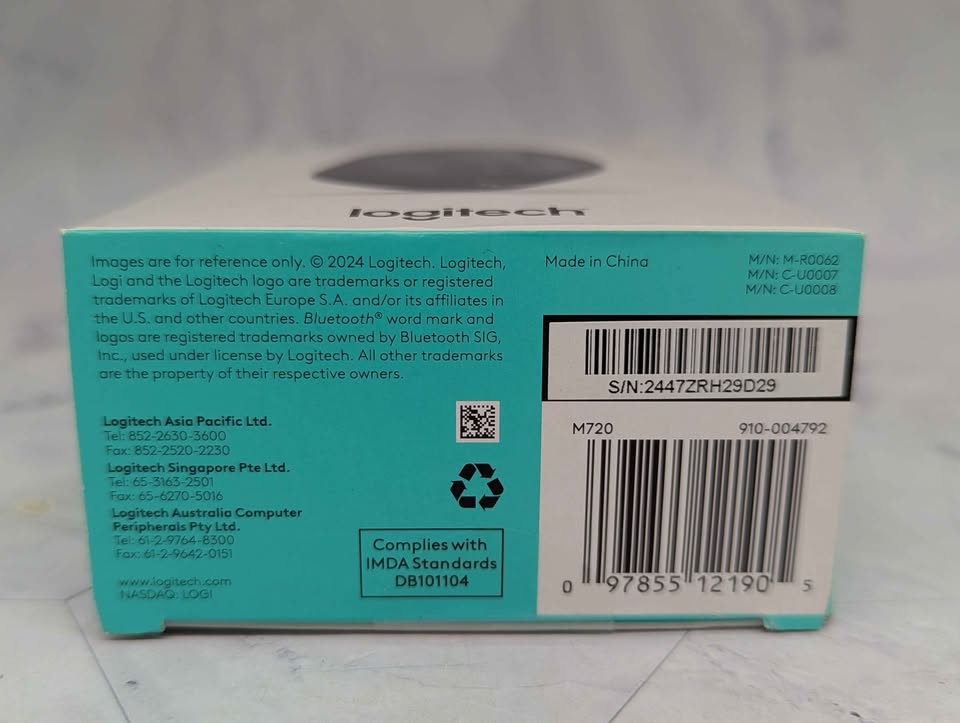 logitech
Images are for reference only. © 2024 Logitech. Logitech,
Logi and the Logitech logo are trademarks or registered
trademarks of Logitech Europe S.A. and/or its affiliates in
the U.S. and other countries. Bluetooth® word mark and
logos are registered trademarks owned by Bluetooth SIG,
Inc., used under license by Logitech. All other trademarks
are the property of their respective owners.
Logitech Asia Pacific Ltd.
Tel: 852-2630-3600
Fax: 852-2520-2230
Logitech Singapore Pte Ltd.
Tel: 65-3163-2501
Fax: 65-6270-5016
Logitech Australia Computer
Peripherals Pty Ltd.
Tel: 61-2-9764-8300
Fax: 61-2-9642-0151
www.logitech.com
NASDAQ: LOGI
Complies with
IMDA Standards
DB101104
Made in China
M/N: M-R0062
M/N: C-U0007
M/N: C-U0008
S/N:2447ZRH29D29
M720 910-004792
0 97855 12190 5